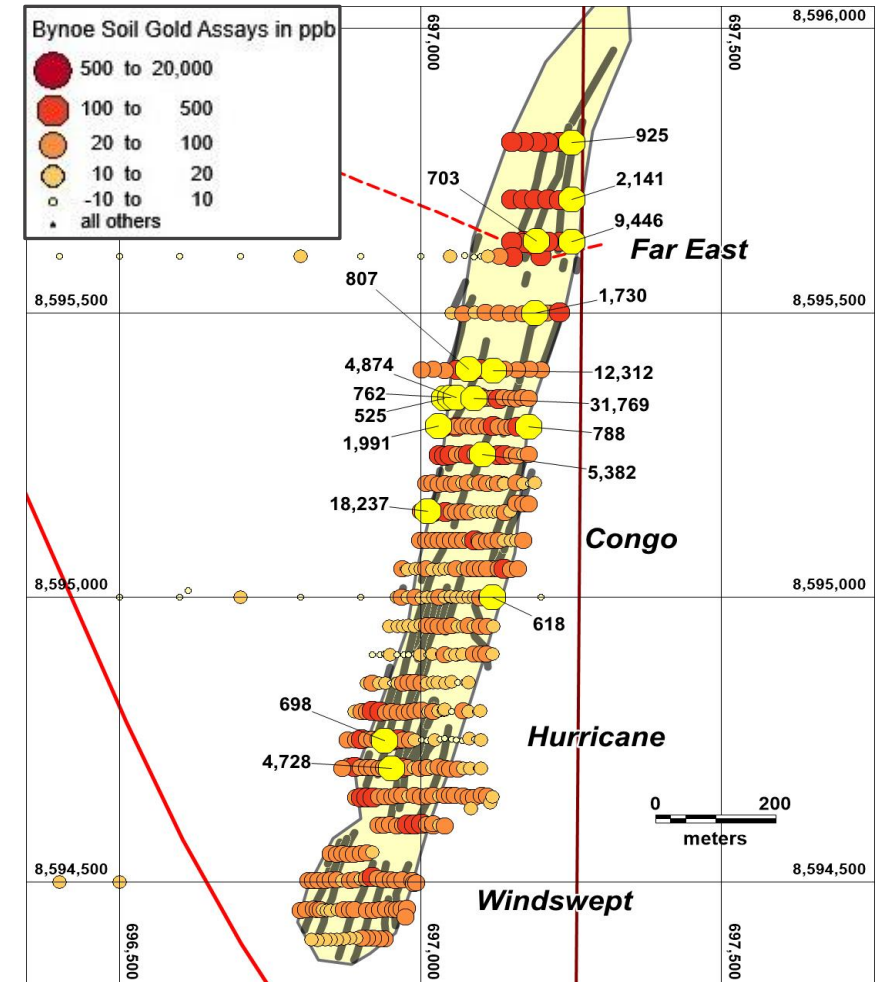 Bynoe Soil Gold Assays in ppb
500 to 20,000
100 to 500
20 to 100
10 to 20
-10 to 10
all others
697,000
697,500
8,596,000
925
703
2,141
9,446
Far East
807
8,595,500
1,730
8,595,500
4,874
12,312
762
31,769
525
1,991
788
5,382
18,237
Congo
8,595,000
8,595,000
618
698
Hurricane
4,728
0 200
meters
8,594,500
8,594,500
Windswept
696,500
697,000
697,500